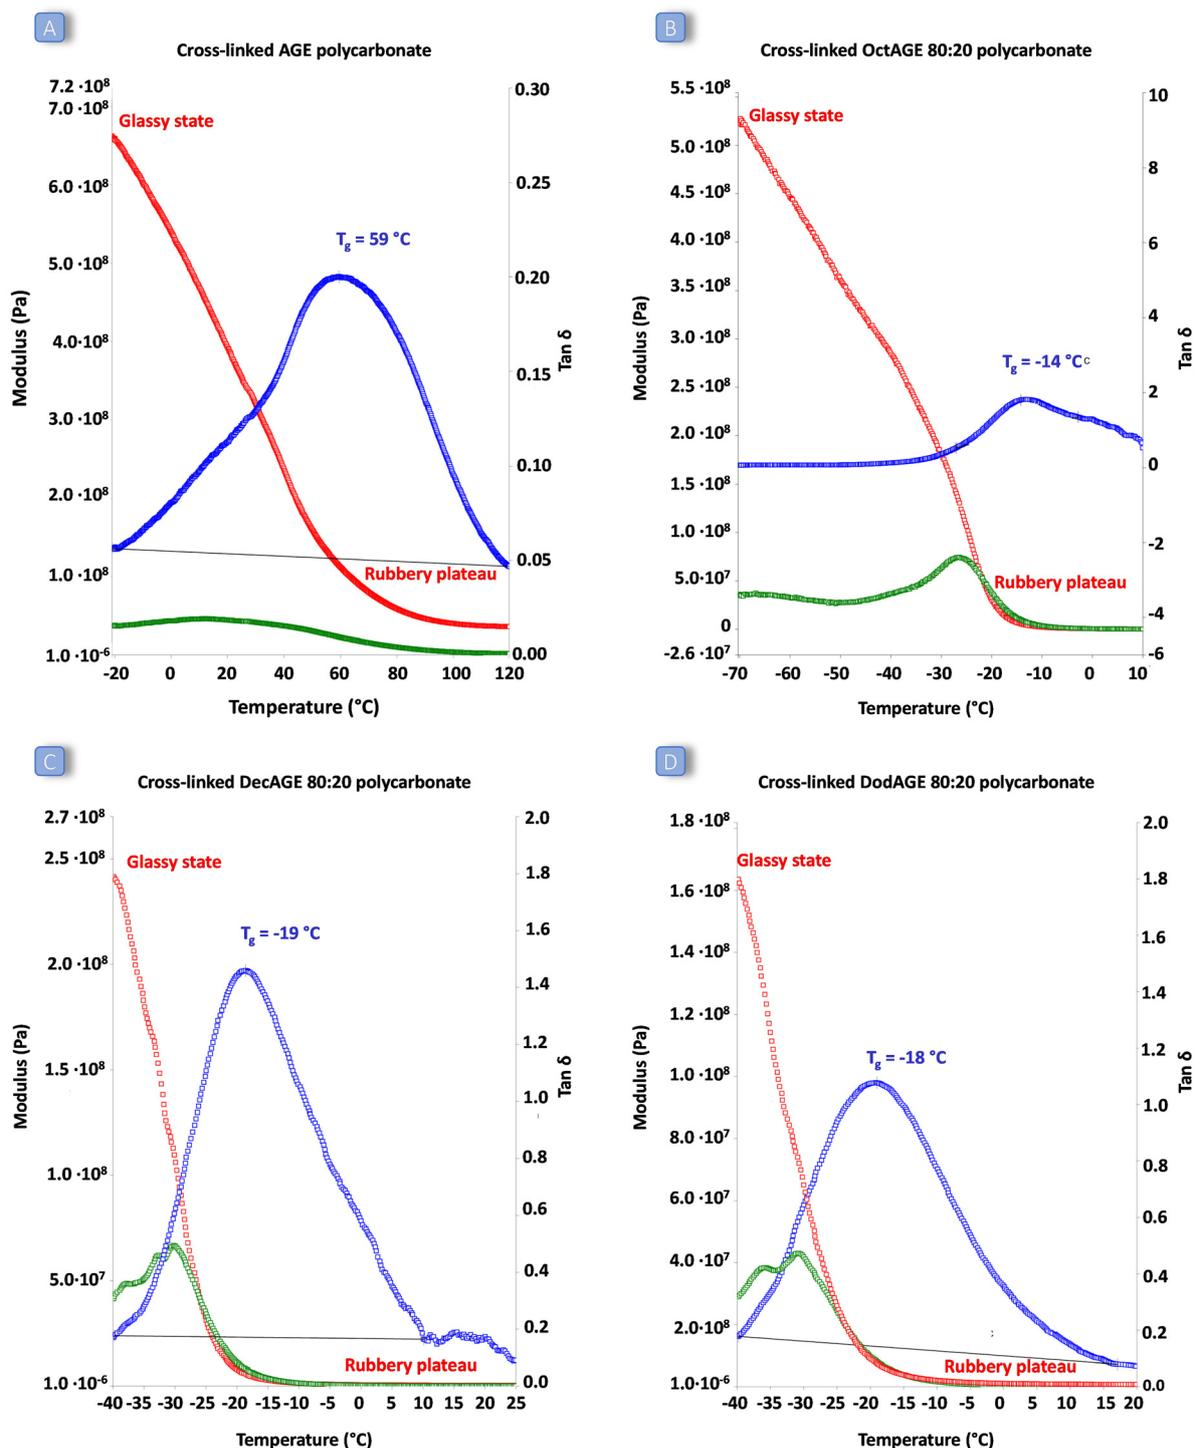 A
Cross-linked AGE polycarbonate
7.2 ·10⁸
7.0 ·10⁸
6.0 ·10⁸
5.0 ·10⁸
4.0 ·10⁸
3.0 ·10⁸
2.0 ·10⁸
1.0 ·10⁸
1.0 ·10⁻⁶
Modulus (Pa)
Glassy state
Tg = 59 °C
Rubbery plateau
0.30
0.25
0.20
0.15
0.10
0.05
0.00
Tan δ
-20 0 20 40 60 80 100 120
Temperature (°C)
B
Cross-linked OctAGE 80:20 polycarbonate
5.5 ·10⁸
5.0 ·10⁸
4.5 ·10⁸
4.0 ·10⁸
3.5 ·10⁸
3.0 ·10⁸
2.5 ·10⁸
2.0 ·10⁸
1.5 ·10⁸
1.0 ·10⁸
5.0 ·10⁷
0
-2.6 ·10⁷
Modulus (Pa)
Glassy state
Tg = -14 °C c
Rubbery plateau
10
8
6
4
2
0
-2
-4
-6
Tan δ
-70 -60 -50 -40 -30 -20 -10 0 10
Temperature (°C)
C
Cross-linked DecAGE 80:20 polycarbonate
2.7 ·10⁸
2.5 ·10⁸
2.0 ·10⁸
1.5 ·10⁸
1.0 ·10⁸
5.0 ·10⁷
1.0 ·10⁻⁶
Modulus (Pa)
Glassy state
Tg = -19 °C
Rubbery plateau
2.0
1.8
1.6
1.4
1.2
1.0
0.8
0.6
0.4
0.2
0.0
Tan δ
-40 -35 -30 -25 -20 -15 -10 -5 0 5 10 15 20 25
Temperature (°C)
D
Cross-linked DodAGE 80:20 polycarbonate
1.8 ·10⁸
1.6 ·10⁸
1.4 ·10⁸
1.2 ·10⁸
1.0 ·10⁸
8.0 ·10⁷
6.0 ·10⁷
4.0 ·10⁷
2.0 ·10⁸
1.0 ·10⁻⁶
Modulus (Pa)
Glassy state
Tg = -18 °C
Rubbery plateau
2.0
1.8
1.6
1.4
1.2
1.0
0.8
0.6
0.4
0.2
0.0
Tan δ
-40 -35 -30 -25 -20 -15 -10 -5 0 5 10 15 20
Temperature (°C)